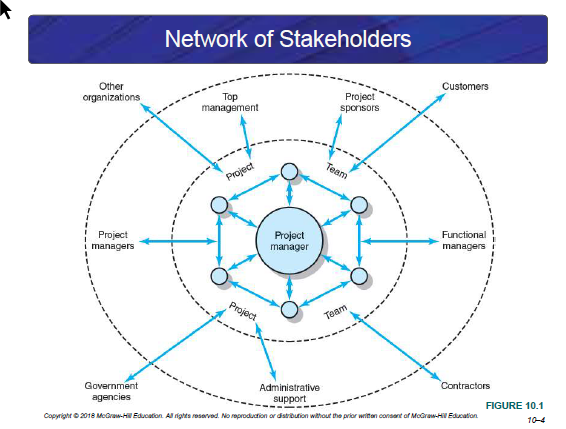 Network of Stakeholders
Other
organizations
Top
management
Project
sponsors
Customers
Project
Team
Project
managers
Project
manager
Functional
managers
Project
Team
Government
agencies
Administrative
support
Contractors
FIGURE 10.1
Copyright © 2018 McGraw-Hill Education. All rights reserved. No reproduction or distribution without the prior written consent of McGraw-Hill Education.
10–4